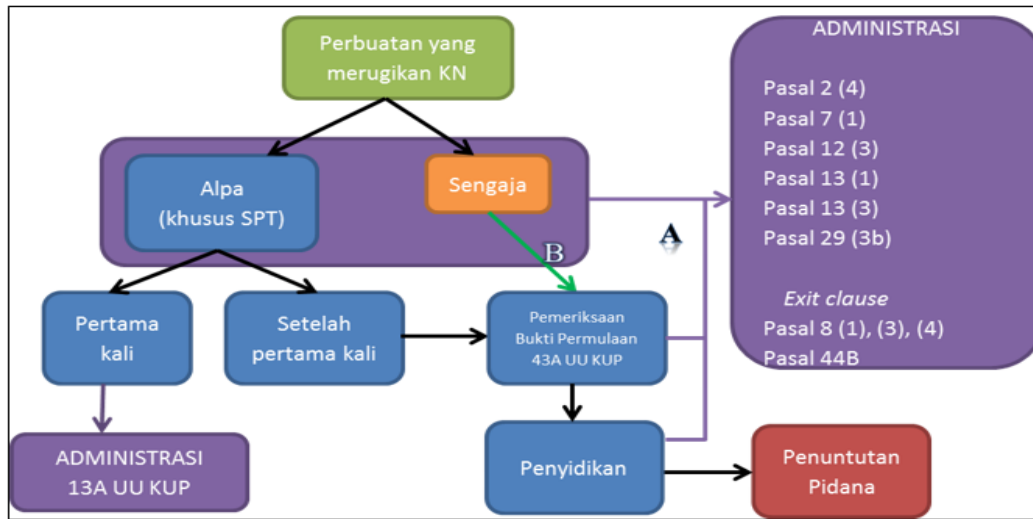 Perbuatan yang
merugikan KN
Alpa
(khusus SPT)
Sengaja
B
A
Pertama
kali
Setelah
pertama kali
Pemeriksaan
Bukti Permulaan
43A UU KUP
ADMINISTRASI
13A UU KUP
Penyidikan
Penuntutan
Pidana
ADMINISTRASI
Pasal 2 (4)
Pasal 7 (1)
Pasal 12 (3)
Pasal 13 (1)
Pasal 13 (3)
Pasal 29 (3b)
Exit clause
Pasal 8 (1), (3), (4)
Pasal 44B